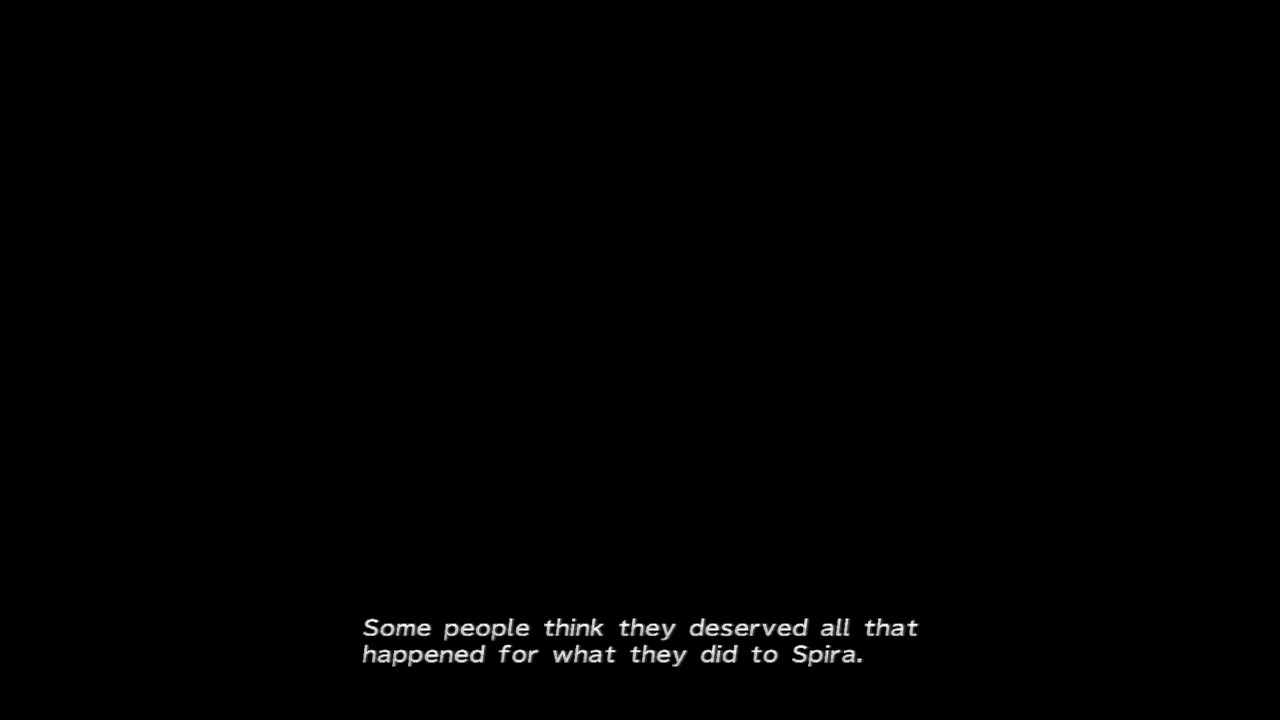 Some people think they deserved all that
happened for what they did to Spira.